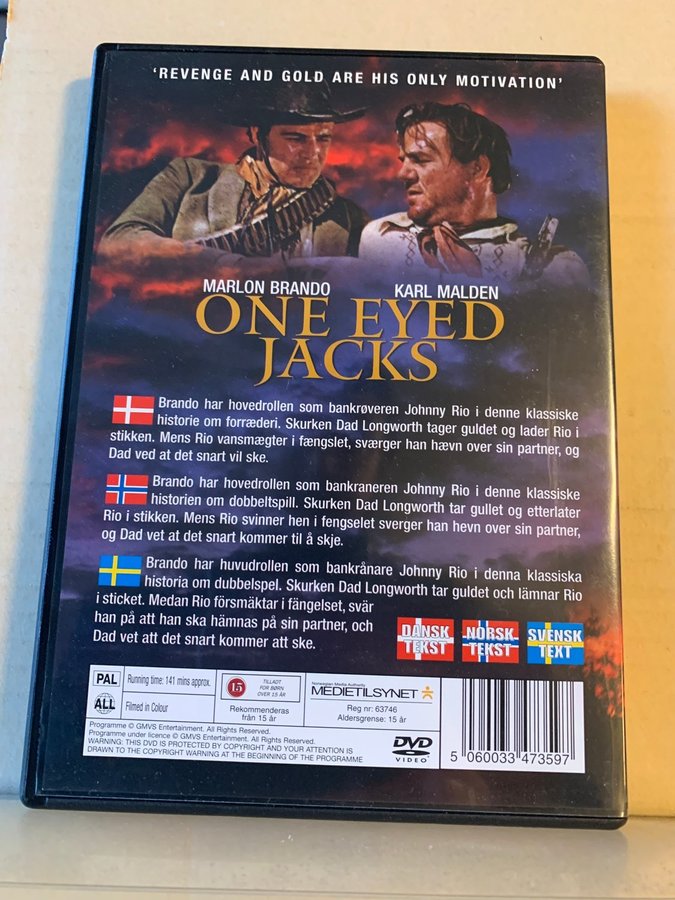 'REVENGE AND GOLD ARE HIS ONLY MOTIVATION'
MARLON BRANDO KARL MALDEN
ONE EYED
JACKS
Brando har hovedrollen som bankrøveren Johnny Rio i denne klassiske
historie om forræderi. Skurken Dad Longworth tager guldet og lader Rio i
stikken. Mens Rio vansmægter i fængslet, sværger han hævn over sin partner, og
Dad ved at det snart vil ske.
Brando har hovedrollen som bankraneren Johnny Rio i denne klassiske
historien om dobbeltspill. Skurken Dad Longworth tar gullet og etterlater
Rio i stikken. Mens Rio svinner hen i fengselet sverger han hevn over sin partner,
og Dad vet at det snart kommer til å skje.
Brando har huvudrollen som bankrånare Johnny Rio i denna klassiska
historia om dubbelspel. Skurken Dad Longworth tar guldet och lämnar Rio
i sticket. Medan Rio försmäktar i fängelset, svär
han på att han ska hämnas på sin partner, och
Dad vet att det snart kommer att ske.
DANSK TEKST
NORSK TEKST
SVENSK TEXT
PAL
Running time: 141 mins approx.
ALL
Filmed in Colour
15
TILLADT
FOR BØRN
OVER 15 ÅR
Rekommenderas
från 15 år
Norwegian Media Authority
MEDIETILSYNET
Reg nr: 63746
Aldersgrense: 15 år
Programme © GMVS Entertainment. All Rights Reserved.
Programme under licence © GMVS Entertainment. All Rights Reserved.
WARNING: THIS DVD IS PROTECTED BY COPYRIGHT AND YOUR ATTENTION IS
DRAWN TO THE COPYRIGHT WARNING AT THE BEGINNING OF THE PROGRAMME
DVD
VIDEO
5 060033 473597